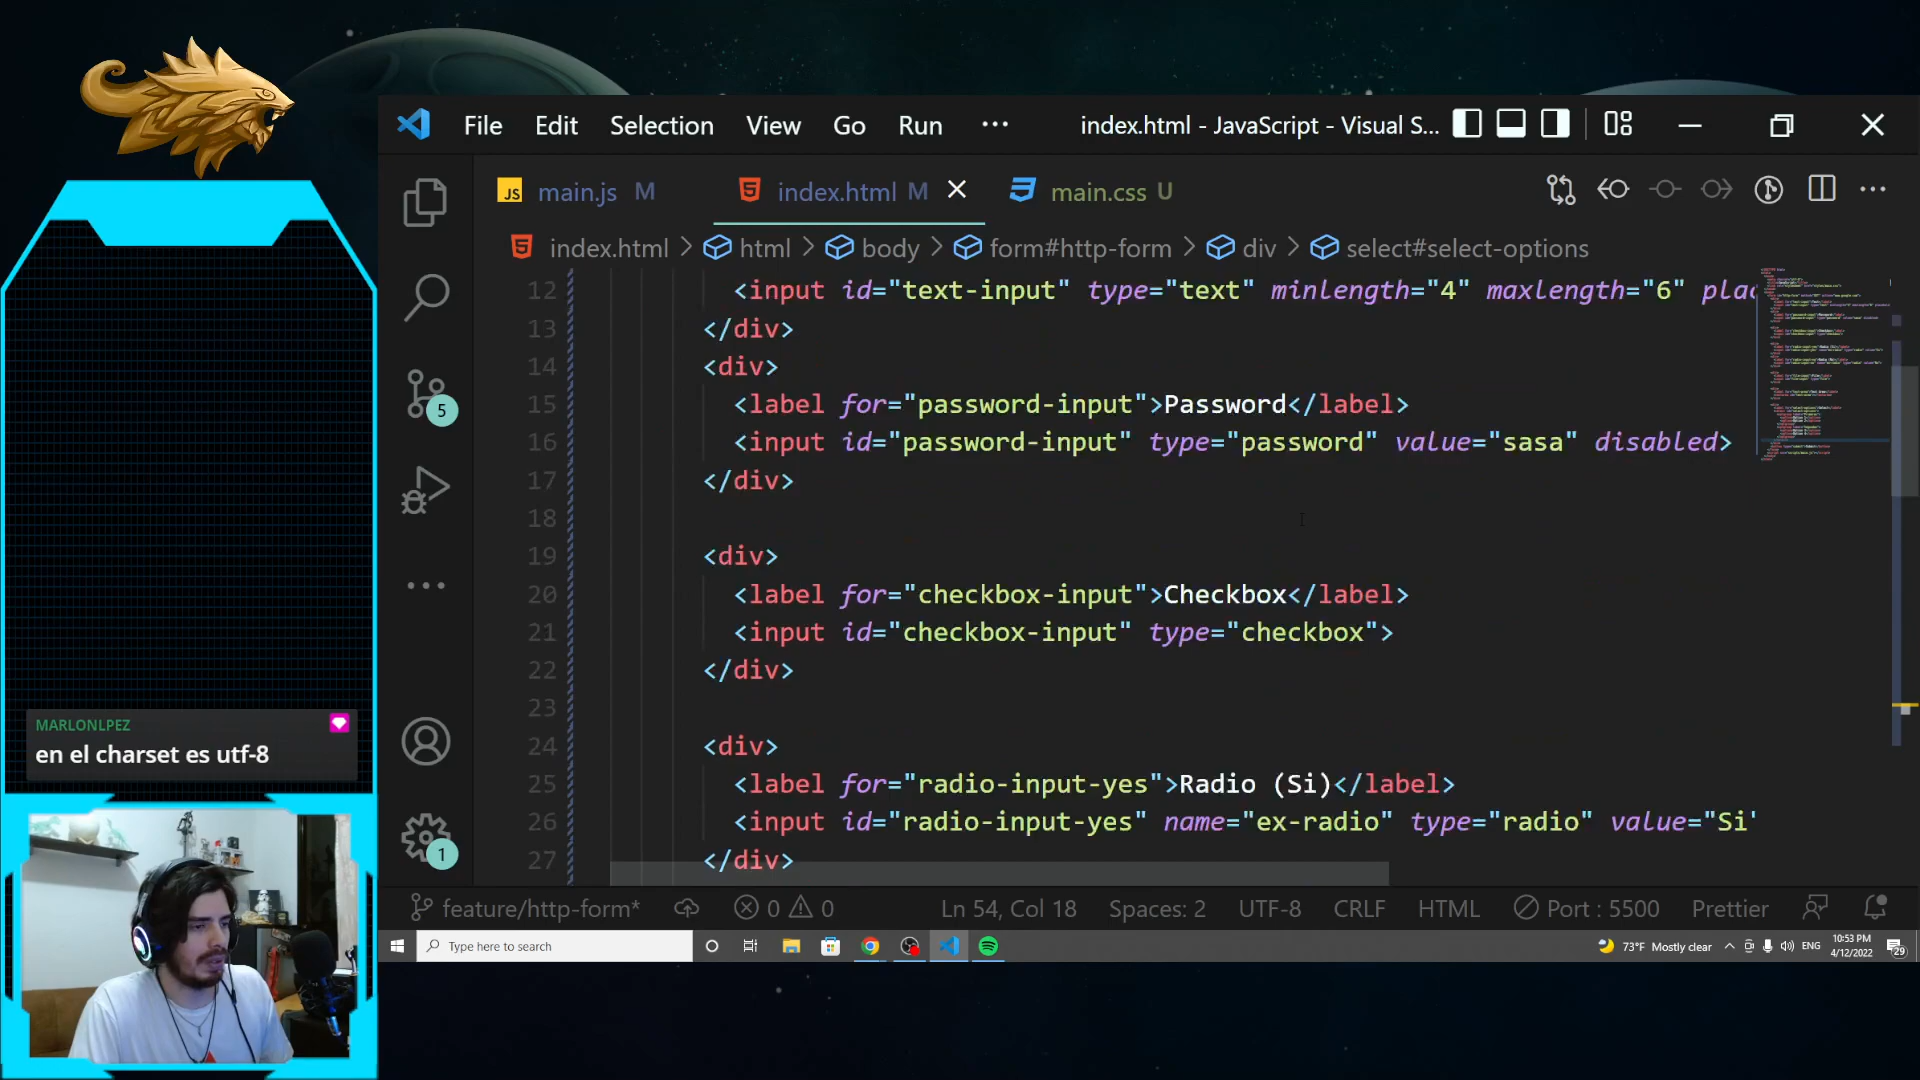 File Edit Selection View Go Run ··· index.html - JavaScript - Visual S...
JS main.js M index.html M main.css U
index.html > html > body > form#http-form > div > select#select-options
12 <input id="text-input" type="text" minlength="4" maxlength="6" plac
13 </div>
14 <div>
15 <label for="password-input">Password</label>
16 <input id="password-input" type="password" value="sasa" disabled>
17 </div>
18
19 <div>
20 <label for="checkbox-input">Checkbox</label>
21 <input id="checkbox-input" type="checkbox">
22 </div>
23
24 <div>
25 <label for="radio-input-yes">Radio (Si)</label>
26 <input id="radio-input-yes" name="ex-radio" type="radio" value="Si"
27 </div>
5
1
MARLONLPEZ
en el charset es utf-8
feature/http-form* 0 0 Ln 54, Col 18 Spaces: 2 UTF-8 CRLF HTML Port : 5500 Prettier
Type here to search 73°F Mostly clear ENG 10:53 PM
4/12/2022 29